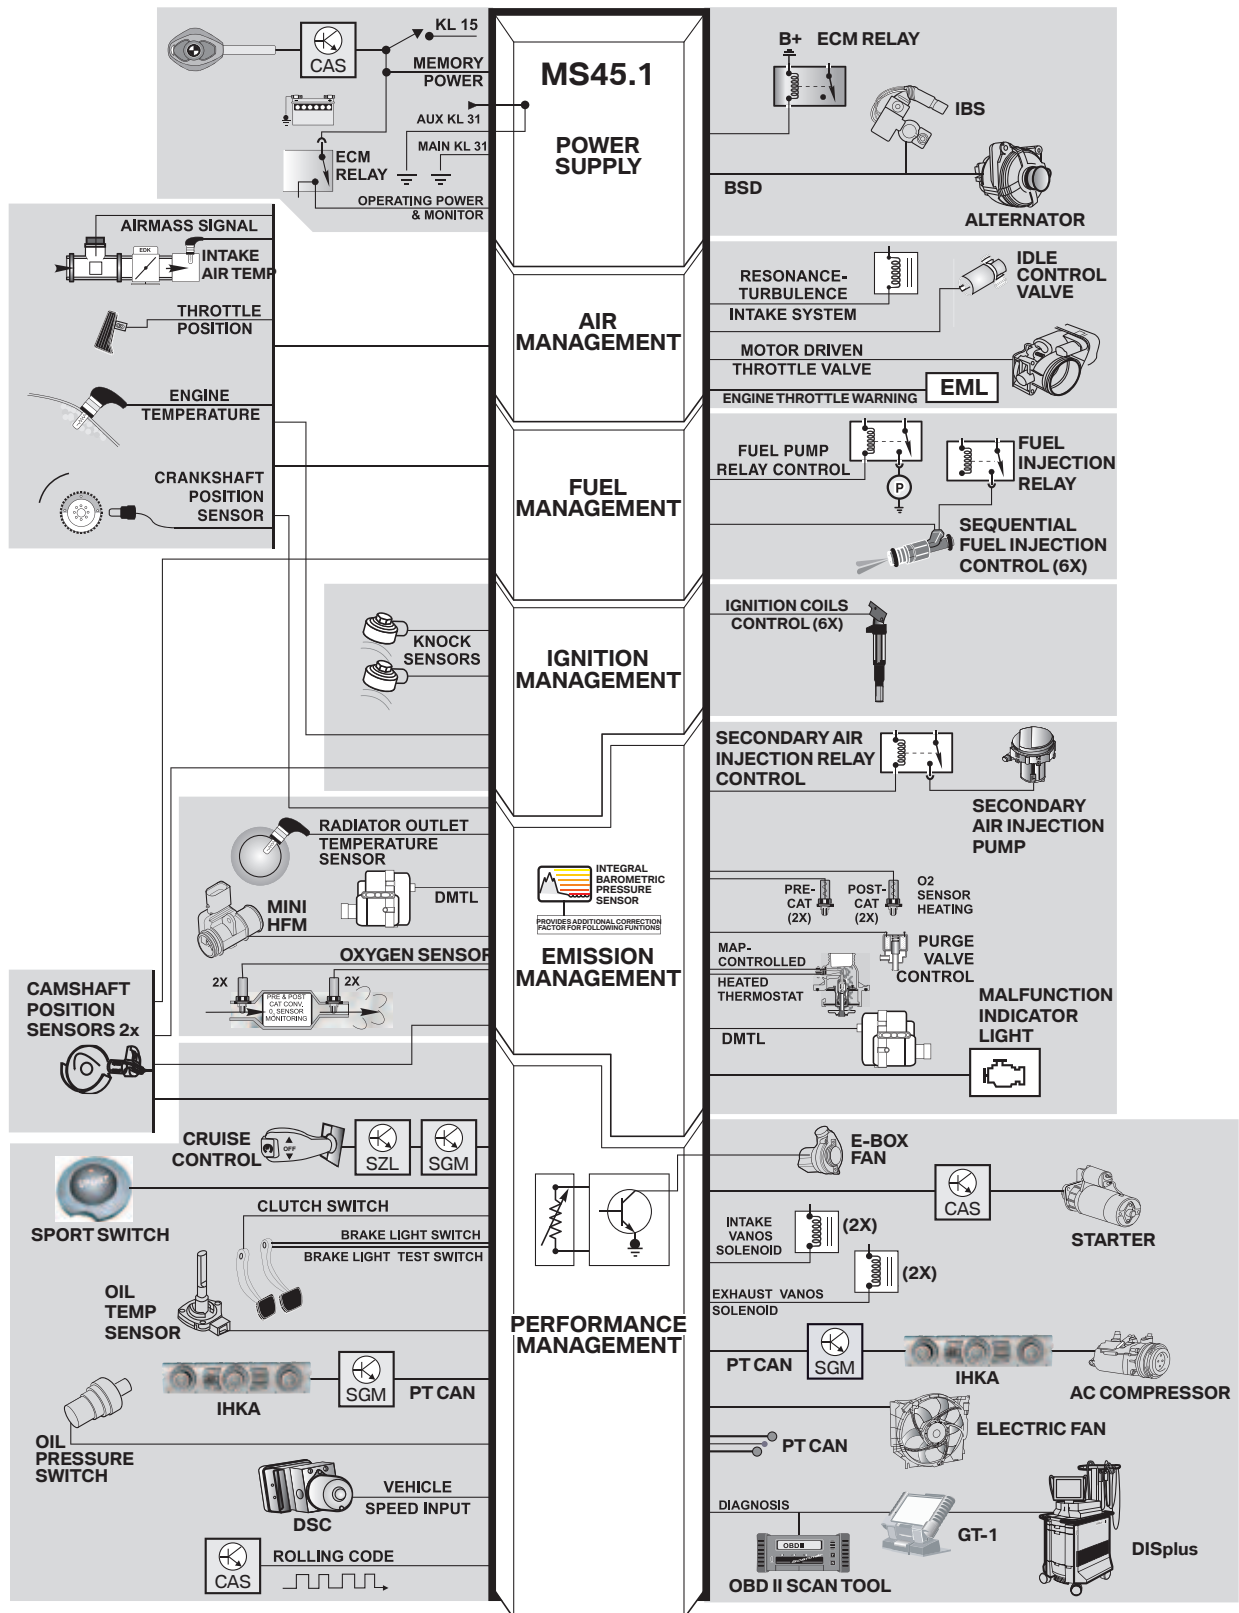 KL 15
CAS
MEMORY
POWER
AUX KL 31
MAIN KL 31
ECM
RELAY
OPERATING POWER
& MONITOR
MS45.1
POWER
SUPPLY
B+ ECM RELAY
IBS
BSD
ALTERNATOR
AIRMASS SIGNAL
EDK
INTAKE
AIR TEMP
THROTTLE
POSITION
ENGINE
TEMPERATURE
CRANKSHAFT
POSITION
SENSOR
AIR
MANAGEMENT
RESONANCE-
TURBULENCE
INTAKE SYSTEM
IDLE
CONTROL
VALVE
MOTOR DRIVEN
THROTTLE VALVE
ENGINE THROTTLE WARNING
EML
FUEL
MANAGEMENT
FUEL PUMP
RELAY CONTROL
P
FUEL
INJECTION
RELAY
SEQUENTIAL
FUEL INJECTION
CONTROL (6X)
KNOCK
SENSORS
IGNITION
MANAGEMENT
IGNITION COILS
CONTROL (6X)
SECONDARY AIR
INJECTION RELAY
CONTROL
SECONDARY
AIR INJECTION
PUMP
RADIATOR OUTLET
TEMPERATURE
SENSOR
DMTL
MINI
HFM
OXYGEN SENSOR
2X
2X
PRE & POST
CAT CONV.
O, SENSOR
MONITORING
CAMSHAFT
POSITION
SENSORS 2x
INTEGRAL
BAROMETRIC
PRESSURE
SENSOR
PROVIDES ADDITIONAL CORRECTION
FACTOR FOR FOLLOWING FUNTIONS
EMISSION
MANAGEMENT
PRE-
CAT
(2X)
POST-
CAT
(2X)
O2
SENSOR
HEATING
MAP-
CONTROLLED
HEATED
THERMOSTAT
PURGE
VALVE
CONTROL
DMTL
MALFUNCTION
INDICATOR
LIGHT
CRUISE
CONTROL
OFF
SZL
SGM
SPORT SWITCH
CLUTCH SWITCH
BRAKE LIGHT SWITCH
BRAKE LIGHT TEST SWITCH
OIL
TEMP
SENSOR
IHKA
SGM
PT CAN
OIL
PRESSURE
SWITCH
DSC
VEHICLE
SPEED INPUT
CAS
ROLLING CODE
PERFORMANCE
MANAGEMENT
E-BOX
FAN
CAS
STARTER
INTAKE
VANOS
SOLENOID
(2X)
(2X)
EXHAUST VANOS
SOLENOID
PT CAN
SGM
IHKA
AC COMPRESSOR
ELECTRIC FAN
PT CAN
DIAGNOSIS
OBD II
OBD II SCAN TOOL
GT-1
DISplus